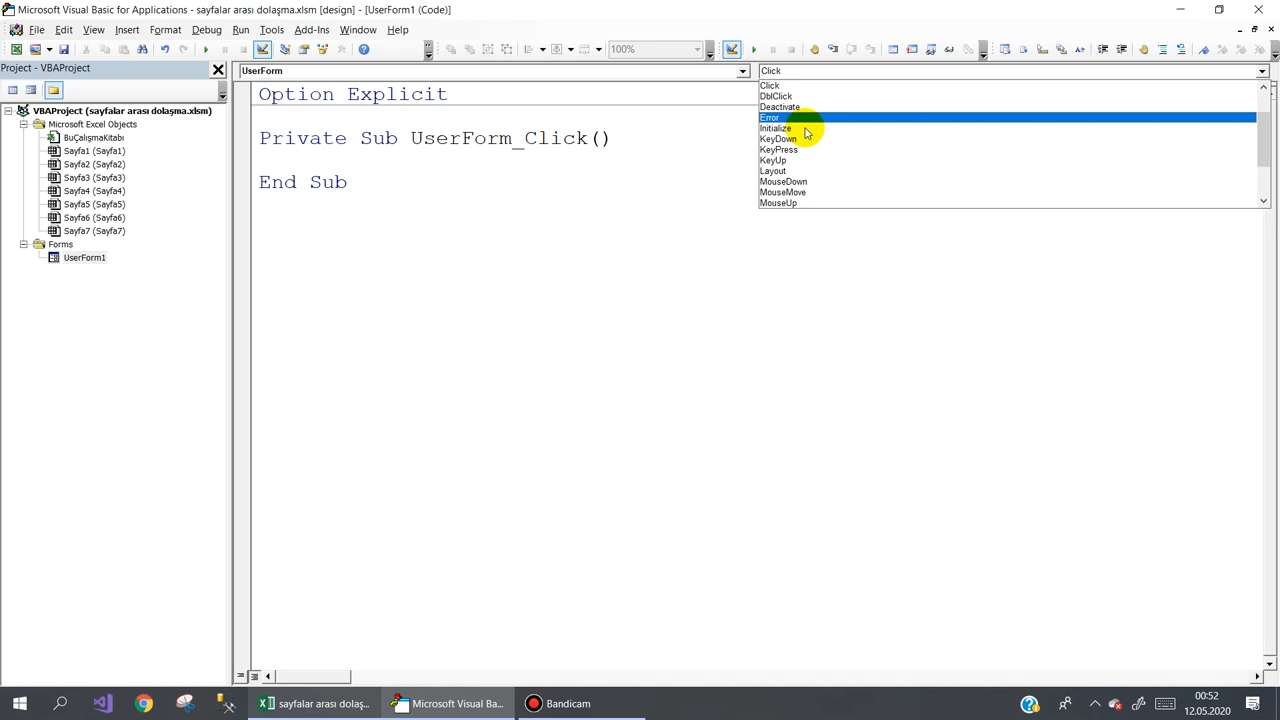 Microsoft Visual Basic for Applications - sayfalar arası dolaşma.xlsm [design] - [UserForm1 (Code)]
File Edit View Insert Format Debug Run Tools Add-Ins Window Help
100%
Project - VBAProject
UserForm
Click
VBAProject (sayfalar arası dolaşma.xlsm)
Microsoft Excel Objects
BuÇalışmaKitabı
Sayfa1 (Sayfa1)
Sayfa2 (Sayfa2)
Sayfa3 (Sayfa3)
Sayfa4 (Sayfa4)
Sayfa5 (Sayfa5)
Sayfa6 (Sayfa6)
Sayfa7 (Sayfa7)
Forms
UserForm1
Option Explicit
Private Sub UserForm_Click()
End Sub
Click
DblClick
Deactivate
Error
Initialize
KeyDown
KeyPress
KeyUp
Layout
MouseDown
MouseMove
MouseUp
sayfalar arası dolaş...
Microsoft Visual Ba...
Bandicam
00:52
12.05.2020